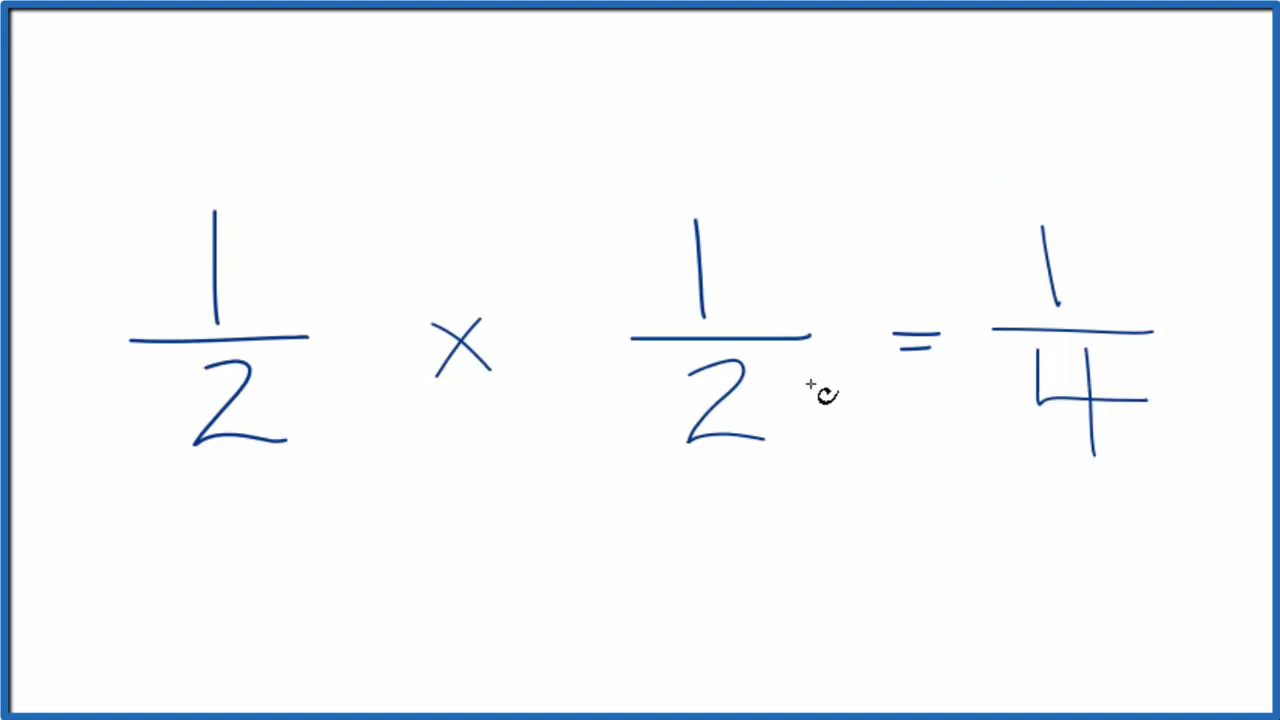 1/2 × 1/2 = 1/4